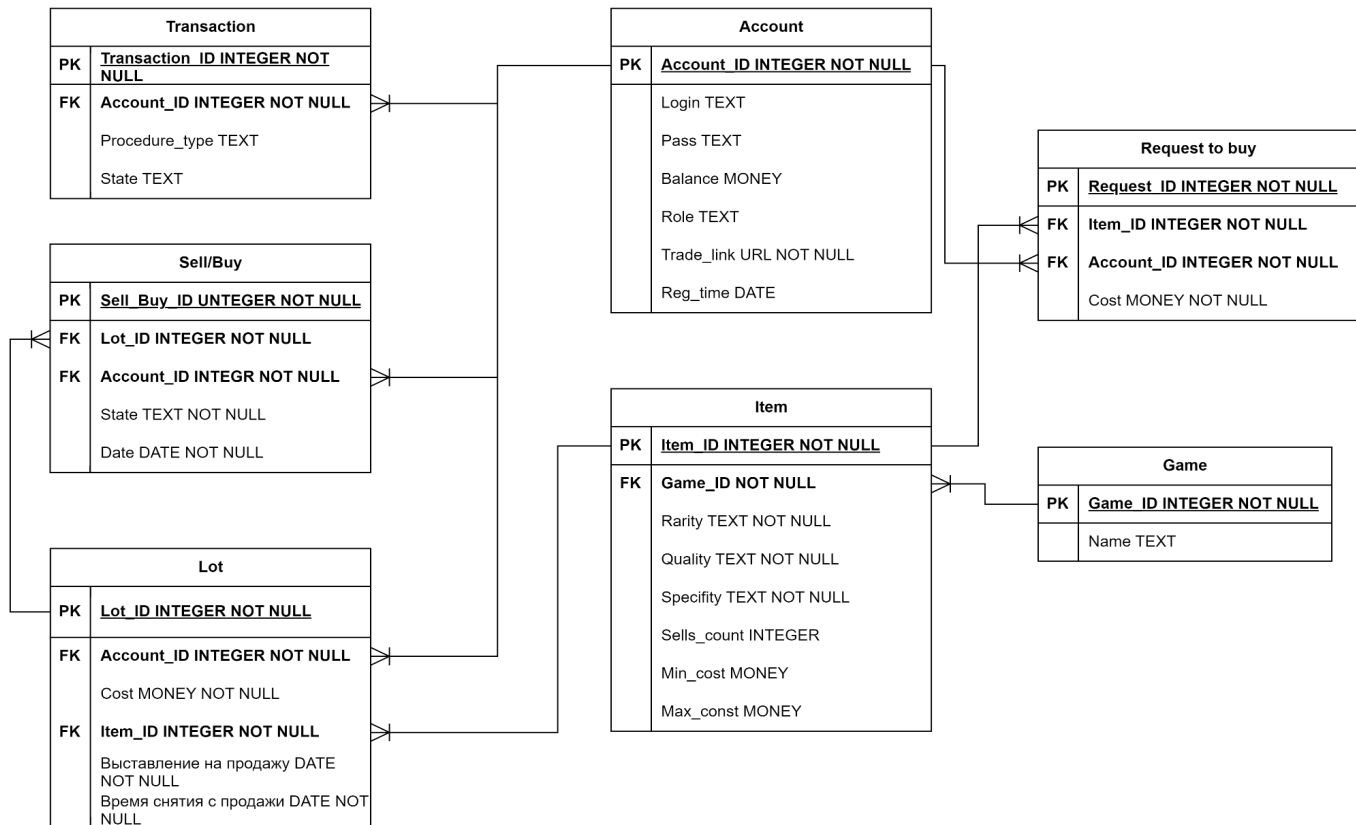 Transaction
PK Transaction_ID INTEGER NOT
NULL
FK Account_ID INTEGER NOT NULL
Procedure_type TEXT
State TEXT
Sell/Buy
PK Sell_Buy_ID UNTEGER NOT NULL
FK Lot_ID INTEGER NOT NULL
FK Account_ID INTEGR NOT NULL
State TEXT NOT NULL
Date DATE NOT NULL
Lot
PK Lot_ID INTEGER NOT NULL
FK Account_ID INTEGER NOT NULL
Cost MONEY NOT NULL
FK Item_ID INTEGER NOT NULL
Выставление на продажу DATE
NOT NULL
Время снятия с продажи DATE NOT
NULL
Account
PK Account_ID INTEGER NOT NULL
Login TEXT
Pass TEXT
Balance MONEY
Role TEXT
Trade_link URL NOT NULL
Reg_time DATE
Item
PK Item_ID INTEGER NOT NULL
FK Game_ID NOT NULL
Rarity TEXT NOT NULL
Quality TEXT NOT NULL
Specifity TEXT NOT NULL
Sells_count INTEGER
Min_cost MONEY
Max_const MONEY
Request to buy
PK Request_ID INTEGER NOT NULL
FK Item_ID INTEGER NOT NULL
FK Account_ID INTEGER NOT NULL
Cost MONEY NOT NULL
Game
PK Game_ID INTEGER NOT NULL
Name TEXT